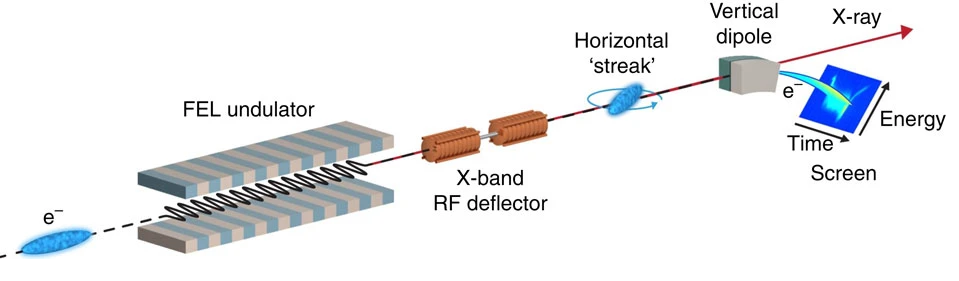 Vertical
dipole
X-ray
Horizontal
‘streak’
FEL undulator
e⁻
Energy
Time
Screen
X-band
RF deflector
e⁻